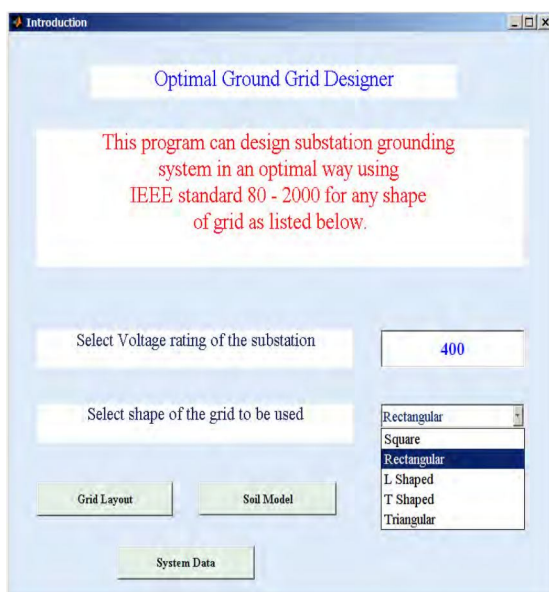 Introduction
Optimal Ground Grid Designer
This program can design substation grounding
system in an optimal way using
IEEE standard 80 - 2000 for any shape
of grid as listed below.
Select Voltage rating of the substation
400
Select shape of the grid to be used
Rectangular
Square
Rectangular
L Shaped
T Shaped
Triangular
Grid Layout
Soil Model
System Data